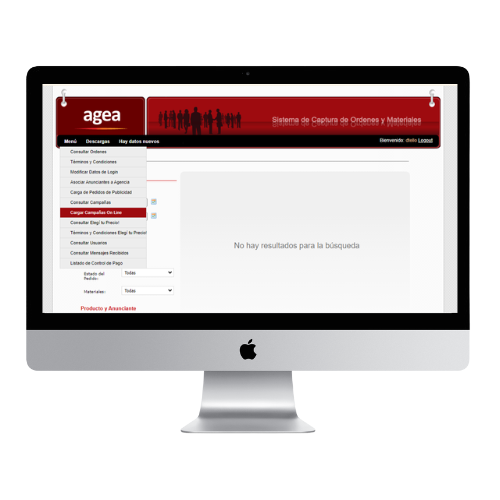 agea
Sistema de Captura de Ordenes y Materiales
Menú Descargas Hay datos nuevos
Bienvenido: dielo Logout
Consultar Ordenes
Términos y Condiciones
Modificar Datos de Login
Asociar Anunciantes a Agencia
Carga de Pedidos de Publicidad
Consultar Campañas
Cargar Campañas On-Line
Consultar Elegí tu Precio!
Términos y Condiciones Elegí tu Precio!
Consultar Usuarios
Consultar Mensajes Recibidos
Listado de Control de Pago
No hay resultados para la búsqueda
Estado del
Pedido:
Todas
Materiales:
Todas
Producto y Anunciante